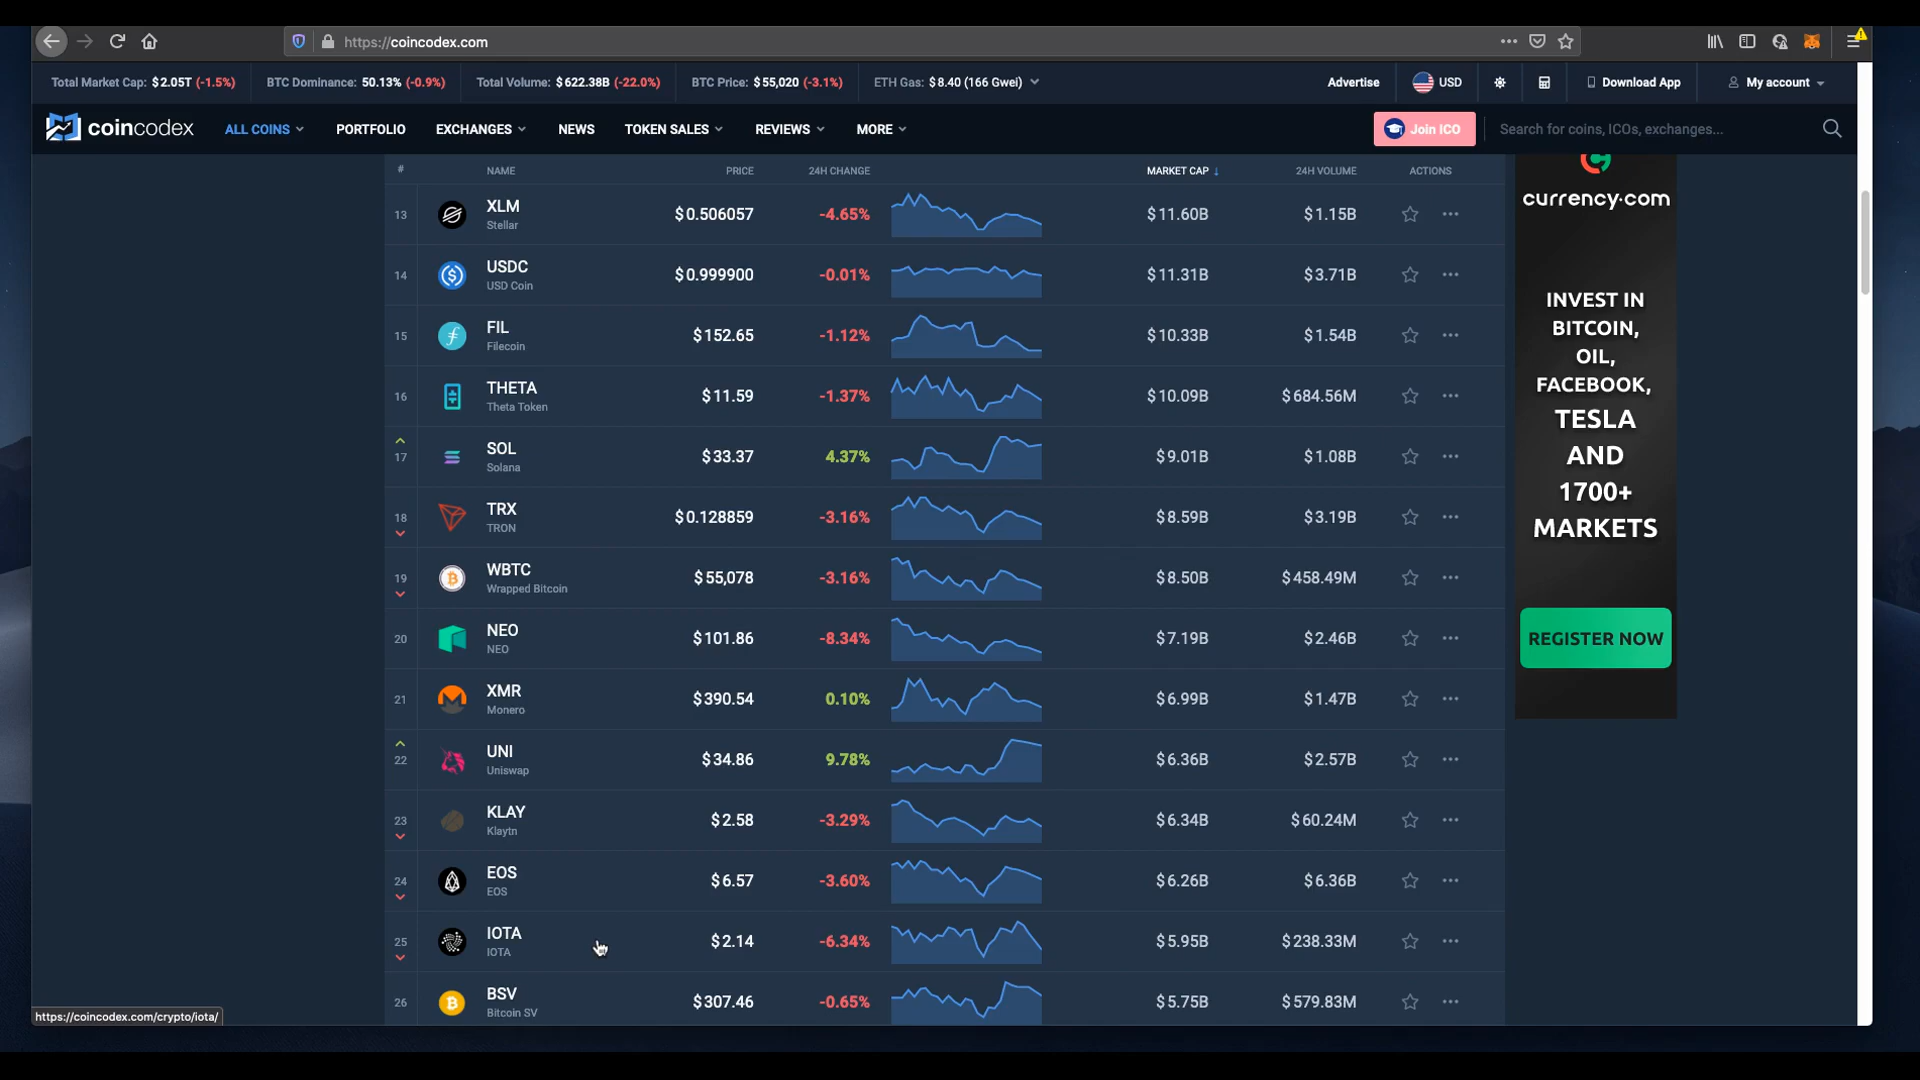 https://coincodex.com
Total Market Cap: $2.05T (-1.5%) BTC Dominance: 50.13% (-0.9%) Total Volume: $622.38B (-22.0%) BTC Price: $55,020 (-3.1%) ETH Gas: $8.40 (166 Gwei) Advertise USD Download App My account
coincodex ALL COINS PORTFOLIO EXCHANGES NEWS TOKEN SALES REVIEWS MORE Join ICO Search for coins, ICOs, exchanges...
# NAME PRICE 24H CHANGE MARKET CAP ↓ 24H VOLUME ACTIONS
13 XLM $0.506057 -4.65% $11.60B $1.15B
Stellar
14 USDC $0.999900 -0.01% $11.31B $3.71B
USD Coin
15 FIL $152.65 -1.12% $10.33B $1.54B
Filecoin
16 THETA $11.59 -1.37% $10.09B $684.56M
Theta Token
17 SOL $33.37 4.37% $9.01B $1.08B
Solana
18 TRX $0.128859 -3.16% $8.59B $3.19B
TRON
19 WBTC $55,078 -3.16% $8.50B $458.49M
Wrapped Bitcoin
20 NEO $101.86 -8.34% $7.19B $2.46B
NEO
21 XMR $390.54 0.10% $6.99B $1.47B
Monero
22 UNI $34.86 9.78% $6.36B $2.57B
Uniswap
23 KLAY $2.58 -3.29% $6.34B $60.24M
Klaytn
24 EOS $6.57 -3.60% $6.26B $6.36B
EOS
25 IOTA $2.14 -6.34% $5.95B $238.33M
IOTA
26 BSV $307.46 -0.65% $5.75B $579.83M
Bitcoin SV
currency.com
INVEST IN
BITCOIN,
OIL,
FACEBOOK,
TESLA
AND
1700+
MARKETS
REGISTER NOW
https://coincodex.com/crypto/iota/